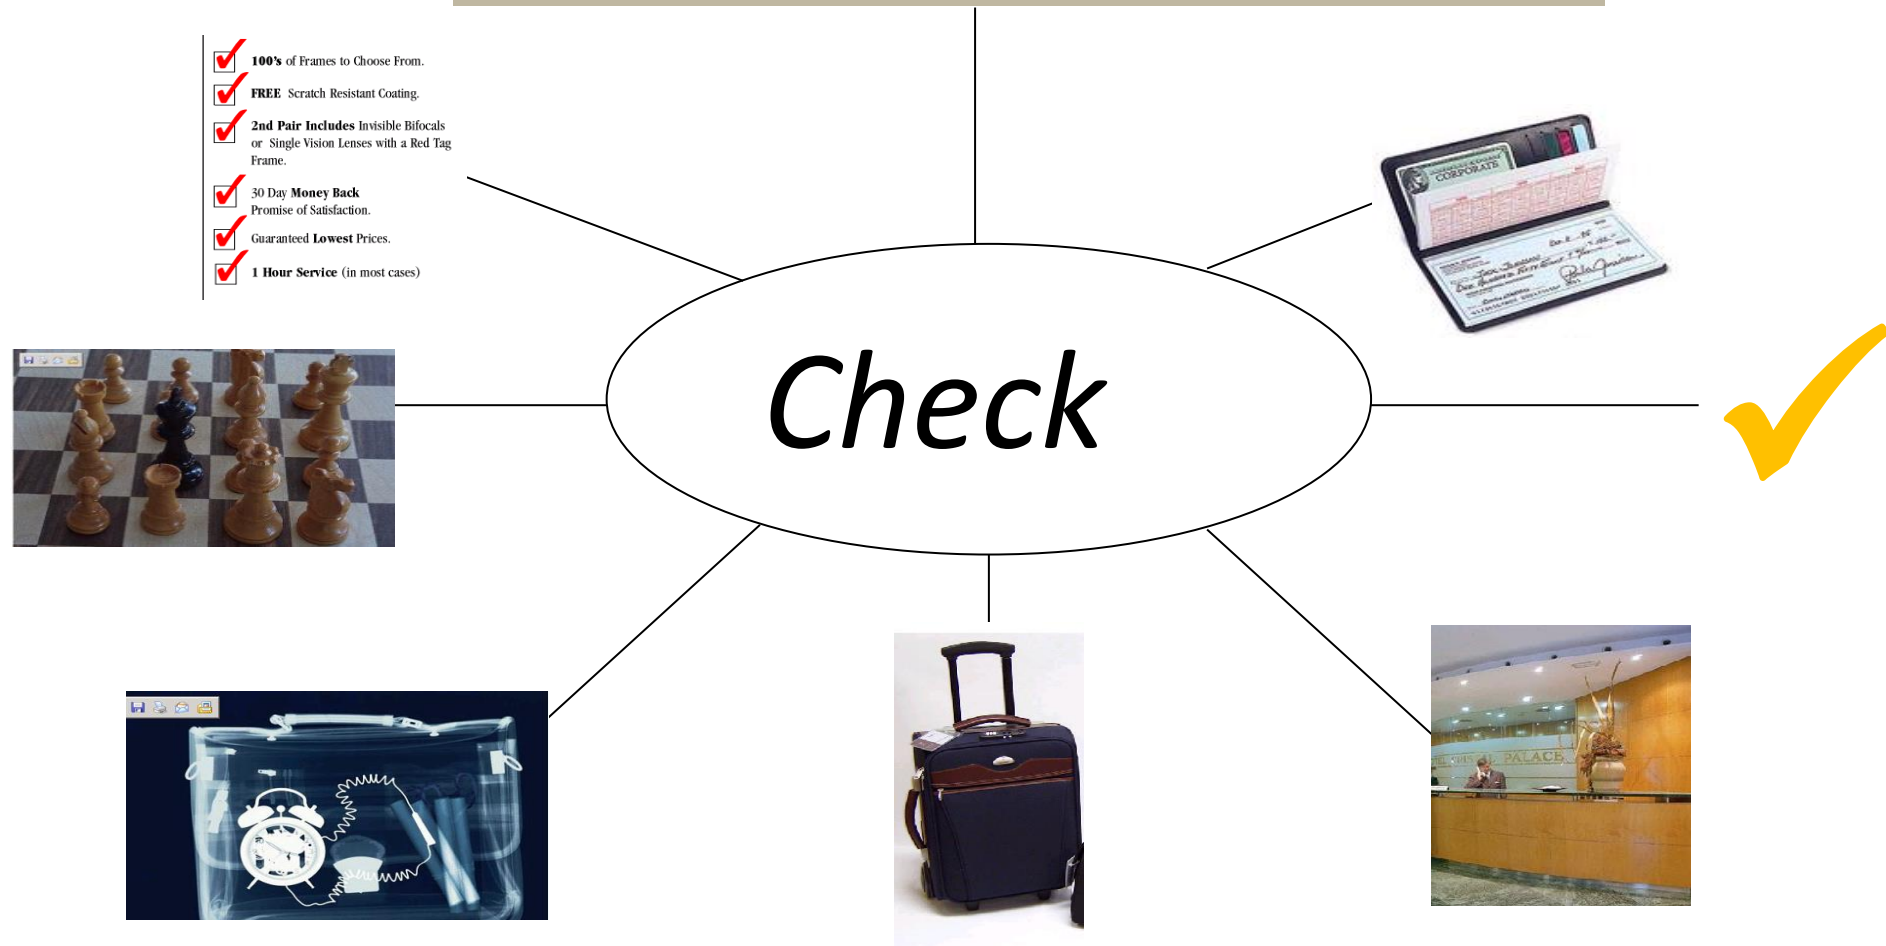 100's of Frames to Choose From.
FREE Scratch Resistant Coating.
2nd Pair Includes Invisible Bifocals
or Single Vision Lenses with a Red Tag
Frame.
30 Day Money Back
Promise of Satisfaction.
Guaranteed Lowest Prices.
1 Hour Service (in most cases)
CORPORATE
Check
PALACE